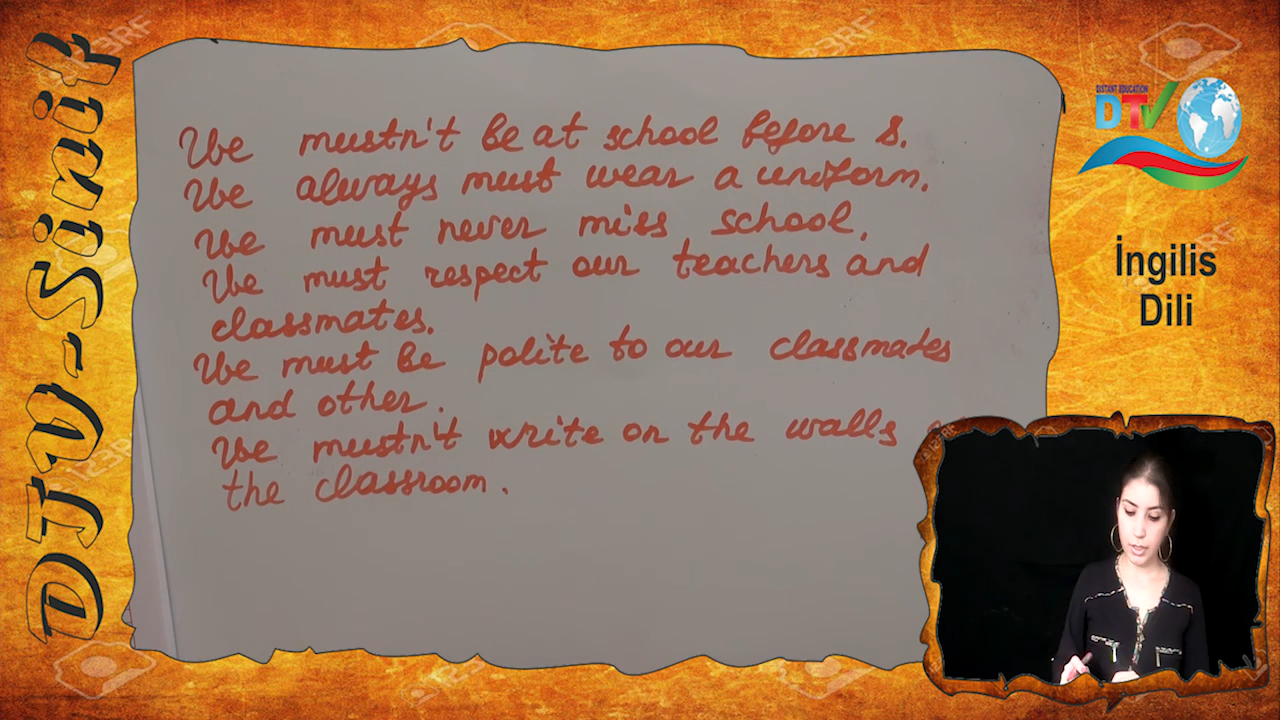 We mustn't be at school before 8.
We always must wear a uniform.
We must never miss school.
We must respect our teachers and
classmates.
We must be polite to our classmates
and other.
We mustn't write on the walls
the classroom.
DTV-Sinif
DISTANT EDUCATION
DTV
İngilis
Dili